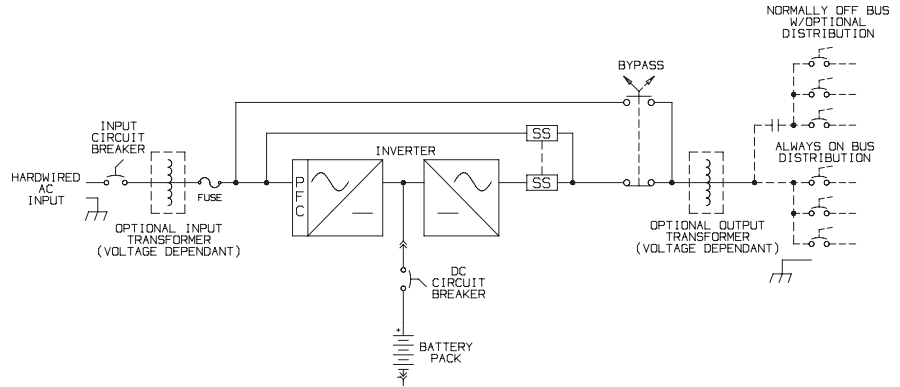 NORMALLY OFF BUS
W/OPTIONAL
DISTRIBUTION
BYPASS
INPUT
CIRCUIT
BREAKER
SS
INVERTER
ALWAYS ON BUS
DISTRIBUTION
HARDWIRED
AC
INPUT
FUSE
PFC
SS
OPTIONAL INPUT
TRANSFORMER
(VOLTAGE DEPENDANT)
OPTIONAL OUTPUT
TRANSFORMER
(VOLTAGE DEPENDANT)
DC
CIRCUIT
BREAKER
+
BATTERY
PACK